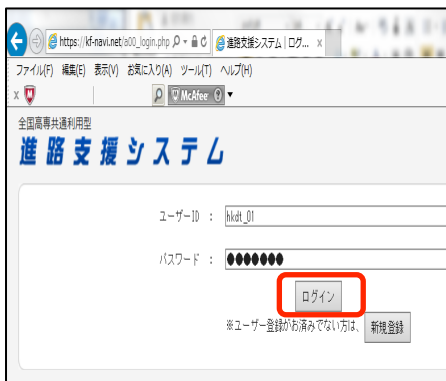 https://kf-navi.net/a00_login.php
進路支援システム | ログ... ×
ファイル(F) 編集(E) 表示(V) お気に入り(A) ツール(T) ヘルプ(H)
× McAfee ?
全国高専共通利用型
進路支援システム
ユーザーID : hkdt_01
パスワード : ●●●●●●●
ログイン
※ユーザー登録がお済みでない方は、 新規登録